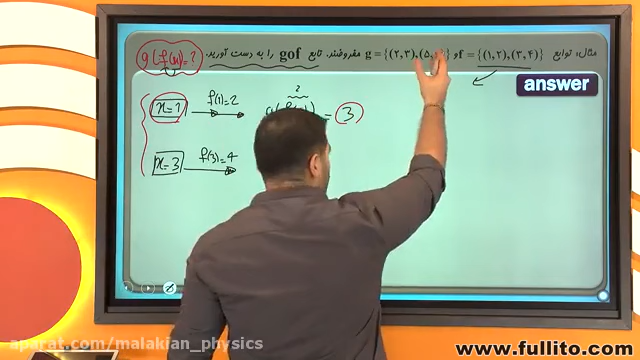 مثال: توابع f = {(۱,۲),(۳,۴)} و g = {(۲,۳),(۵, مفروضند. تابع gof را به دست آورید.
g(f(x))=?
answer
x=1 f(1)=2 2 = 3
x=3 f(3)=4
aparat.com/malakian_physics
www.fullito.com